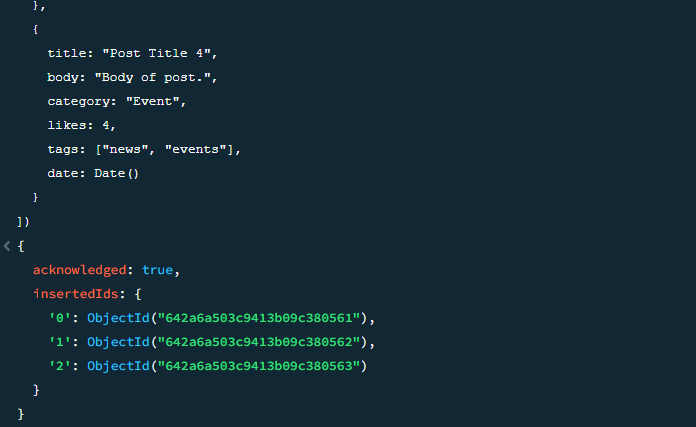 },
{
title: "Post Title 4",
body: "Body of post.",
category: "Event",
likes: 4,
tags: ["news", "events"],
date: Date()
}
])
< {
acknowledged: true,
insertedIds: {
'0': ObjectId("642a6a503c9413b09c380561"),
'1': ObjectId("642a6a503c9413b09c380562"),
'2': ObjectId("642a6a503c9413b09c380563")
}
}